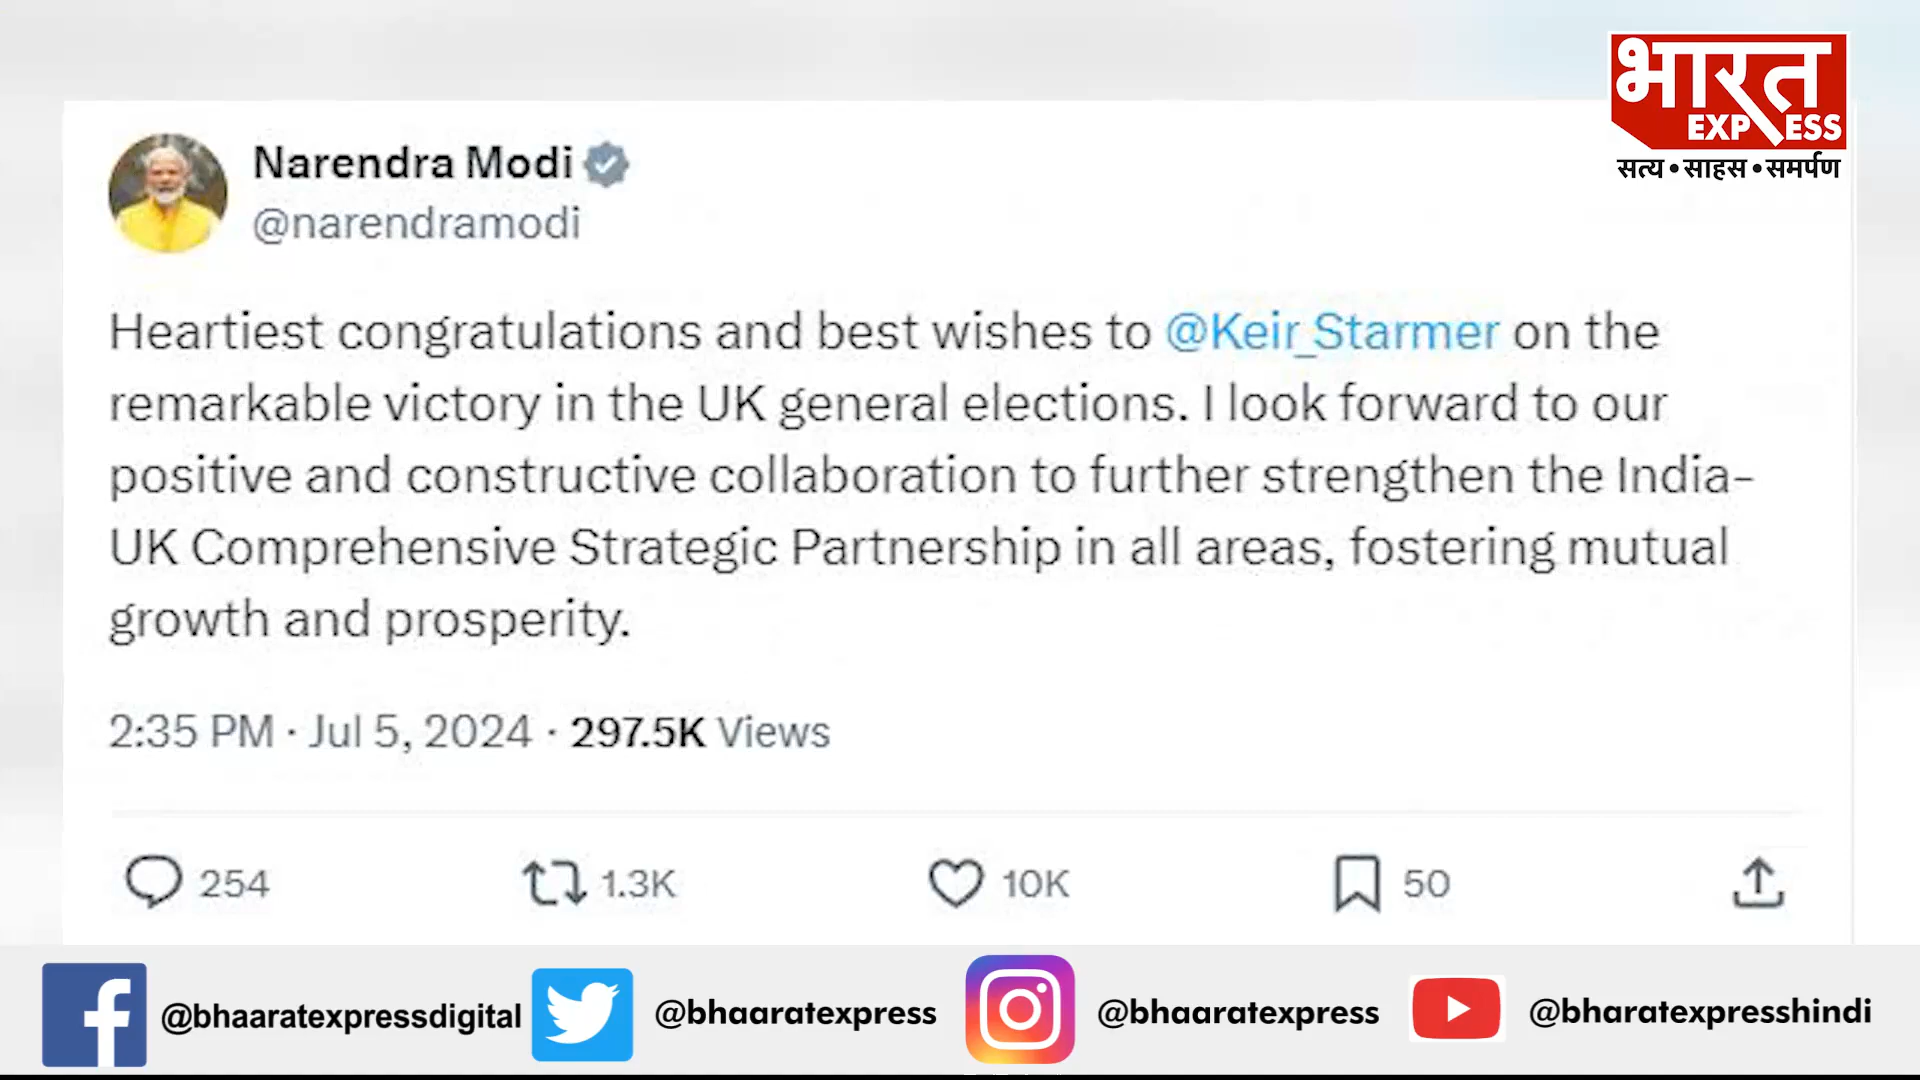 भारत
EXPRESS
सत्य • साहस • समर्पण
Narendra Modi
@narendramodi
Heartiest congratulations and best wishes to @Keir_Starmer on the
remarkable victory in the UK general elections. I look forward to our
positive and constructive collaboration to further strengthen the India-
UK Comprehensive Strategic Partnership in all areas, fostering mutual
growth and prosperity.
2:35 PM · Jul 5, 2024 · 297.5K Views
254 1.3K 10K 50
@bhaaratexpressdigital @bhaaratexpress @bhaaratexpress @bharatexpresshindi